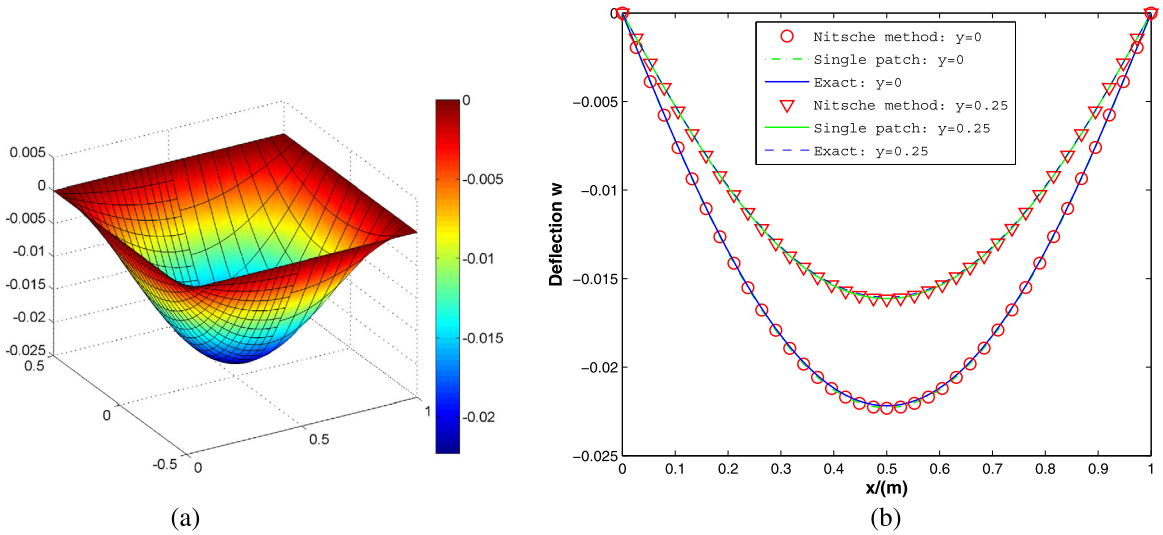 0.005
0
-0.005
-0.01
-0.015
-0.02
-0.025
0.5
0
-0.5
0
0.5
1
0
-0.005
-0.01
-0.015
-0.02
(a)
0
−0.005
−0.01
−0.015
−0.02
−0.025
Deflection w
Nitsche method: y=0
Single patch: y=0
Exact: y=0
Nitsche method: y=0.25
Single patch: y=0.25
Exact: y=0.25
0 0.1 0.2 0.3 0.4 0.5 0.6 0.7 0.8 0.9 1
x/(m)
(b)